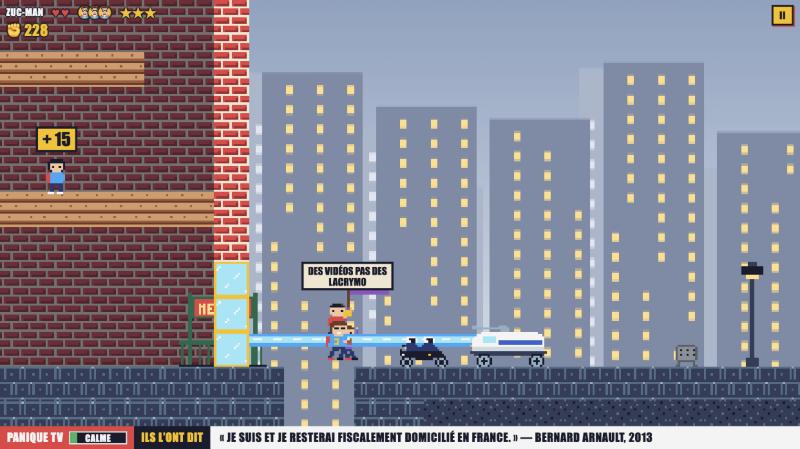 ZUC-MAN
228
+ 15
DES VIDÉOS PAS DES
LACRYMO
PANIQUE TV
CALME
ILS L'ONT DIT
« JE SUIS ET JE RESTERAI FISCALEMENT DOMICILIÉ EN FRANCE. » — BERNARD ARNAULT, 2013